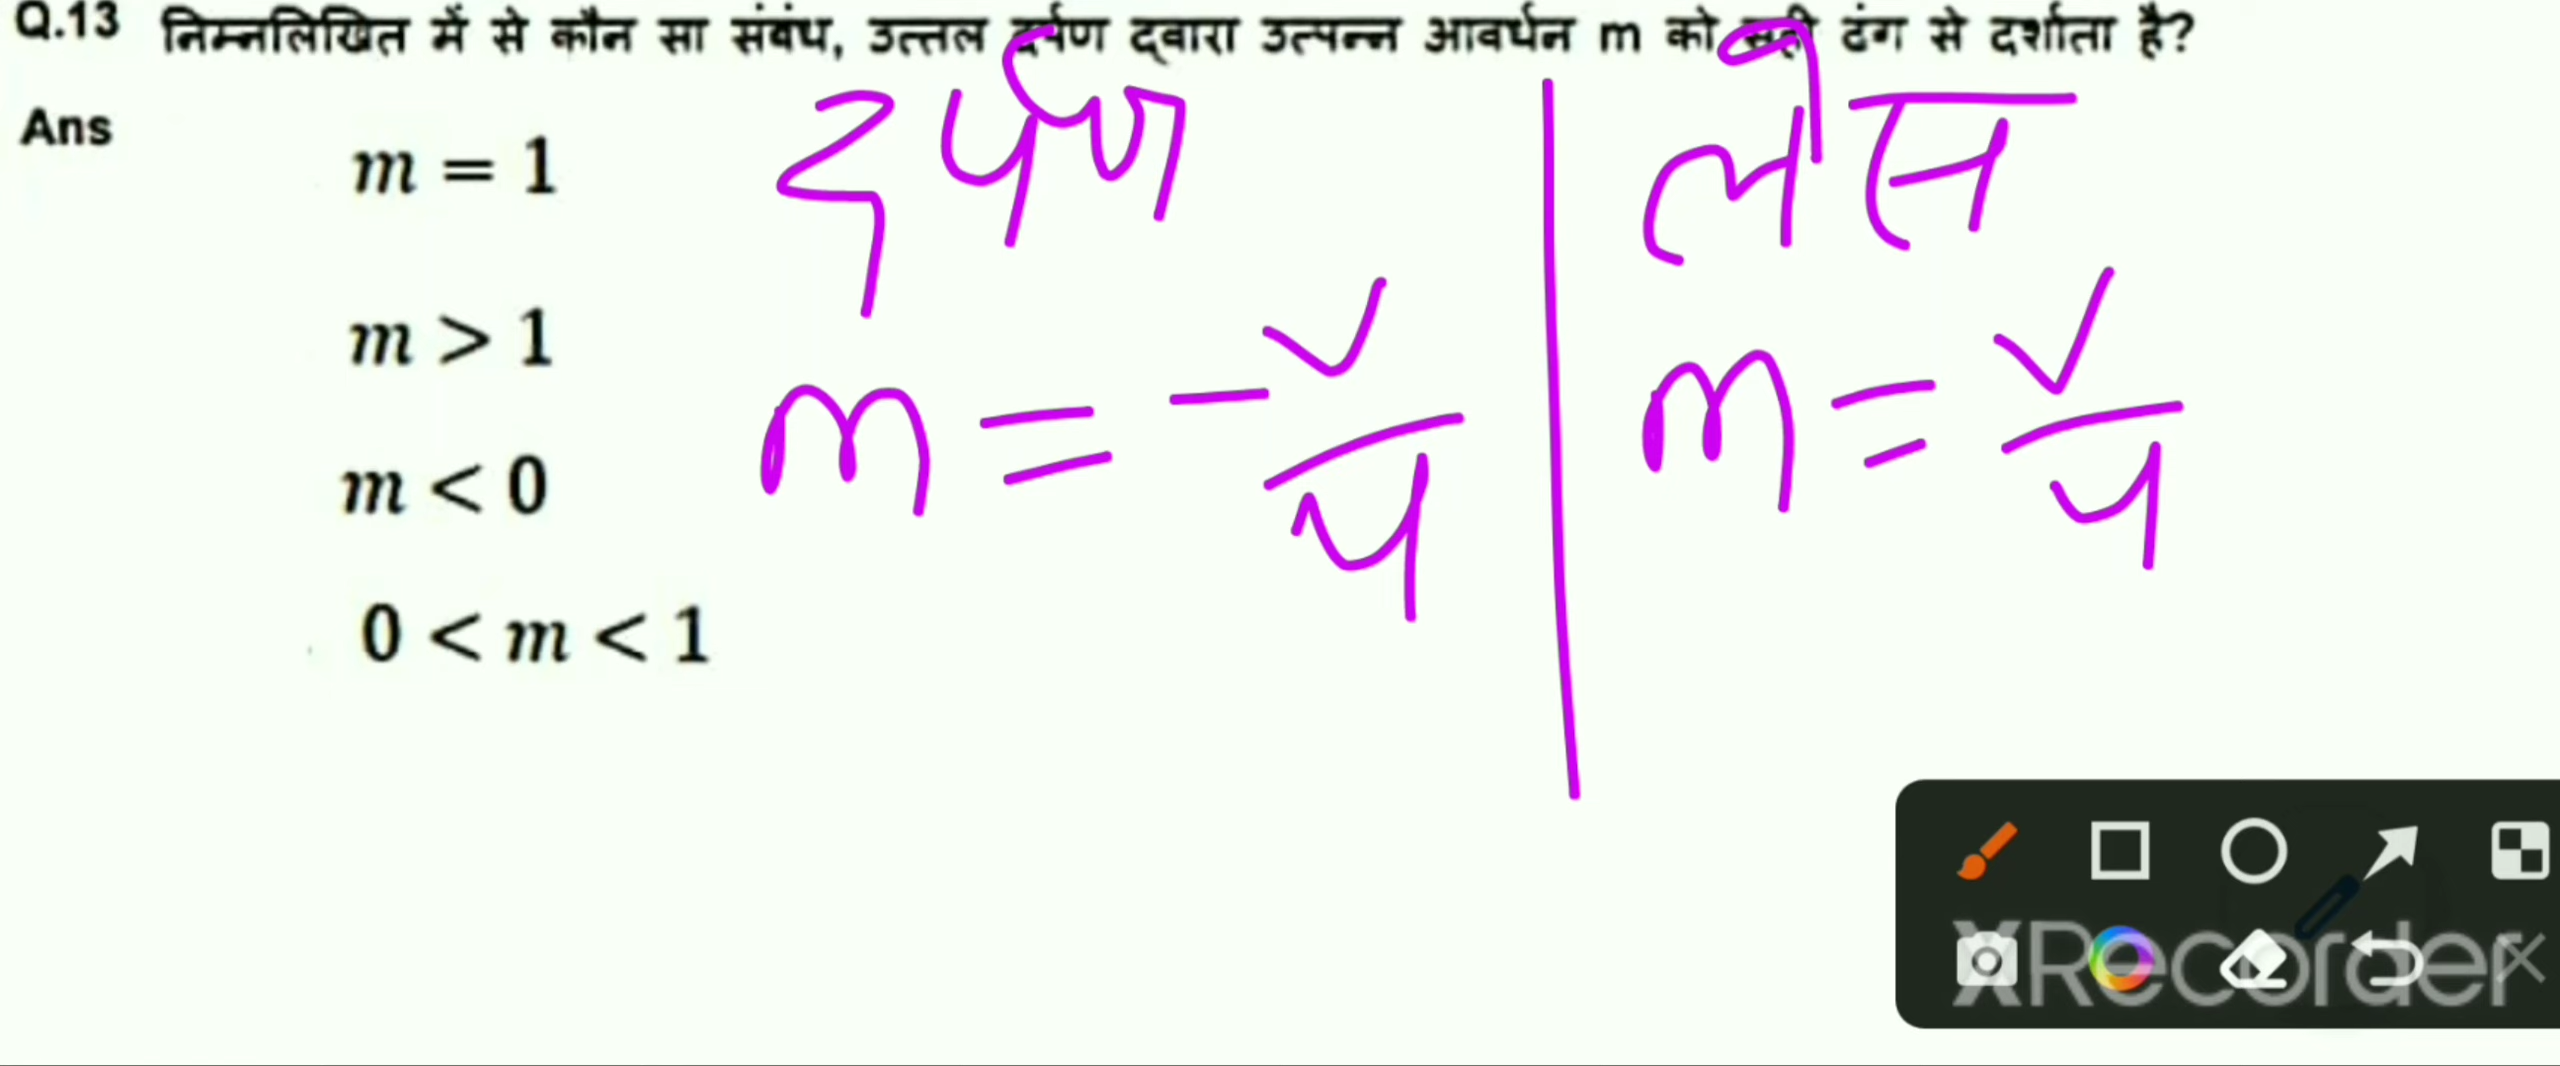 Q.13 निम्नलिखित में से कौन सा संबंध, उत्तल दर्पण द्वारा उत्पन्न आवर्धन m को सही ढंग से दर्शाता है?
Ans
m = 1
m > 1
m < 0
0 < m < 1
दर्पण
m = - v/u
लेंस
m = v/u
XRecorder